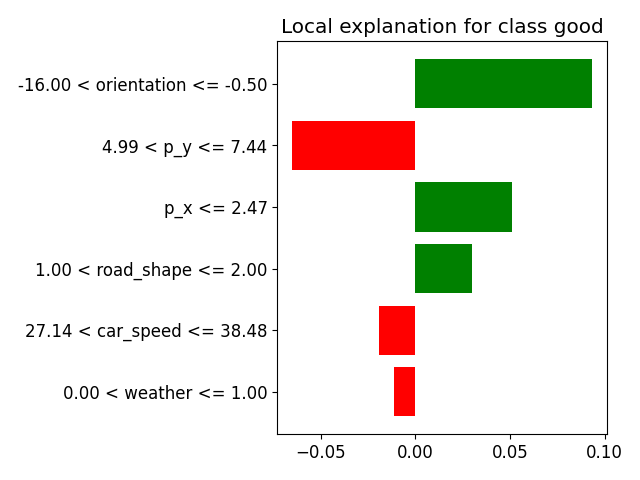 Local explanation for class good
-16.00 < orientation <= -0.50
4.99 < p_y <= 7.44
p_x <= 2.47
1.00 < road_shape <= 2.00
27.14 < car_speed <= 38.48
0.00 < weather <= 1.00
−0.05 0.00 0.05 0.10